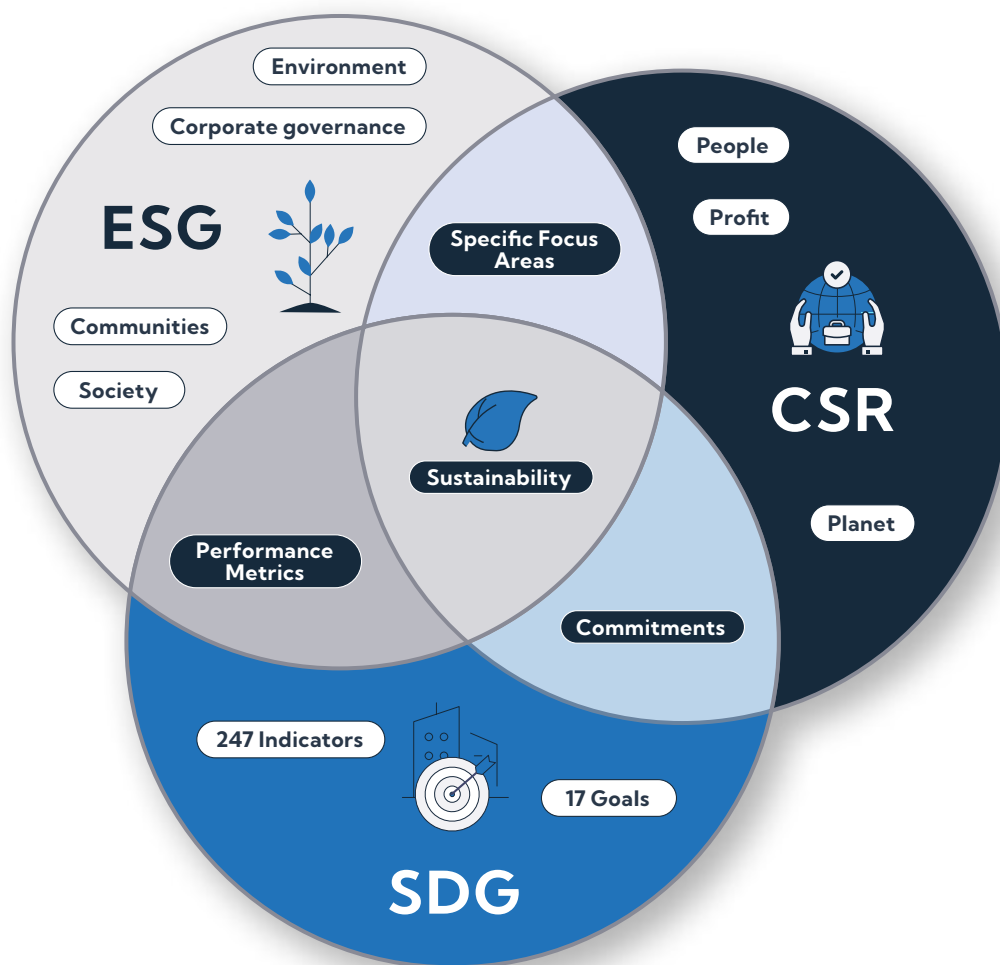 Environment
Corporate governance
ESG
Communities
Society
Specific Focus
Areas
People
Profit
CSR
Planet
Sustainability
Performance
Metrics
Commitments
247 Indicators
17 Goals
SDG